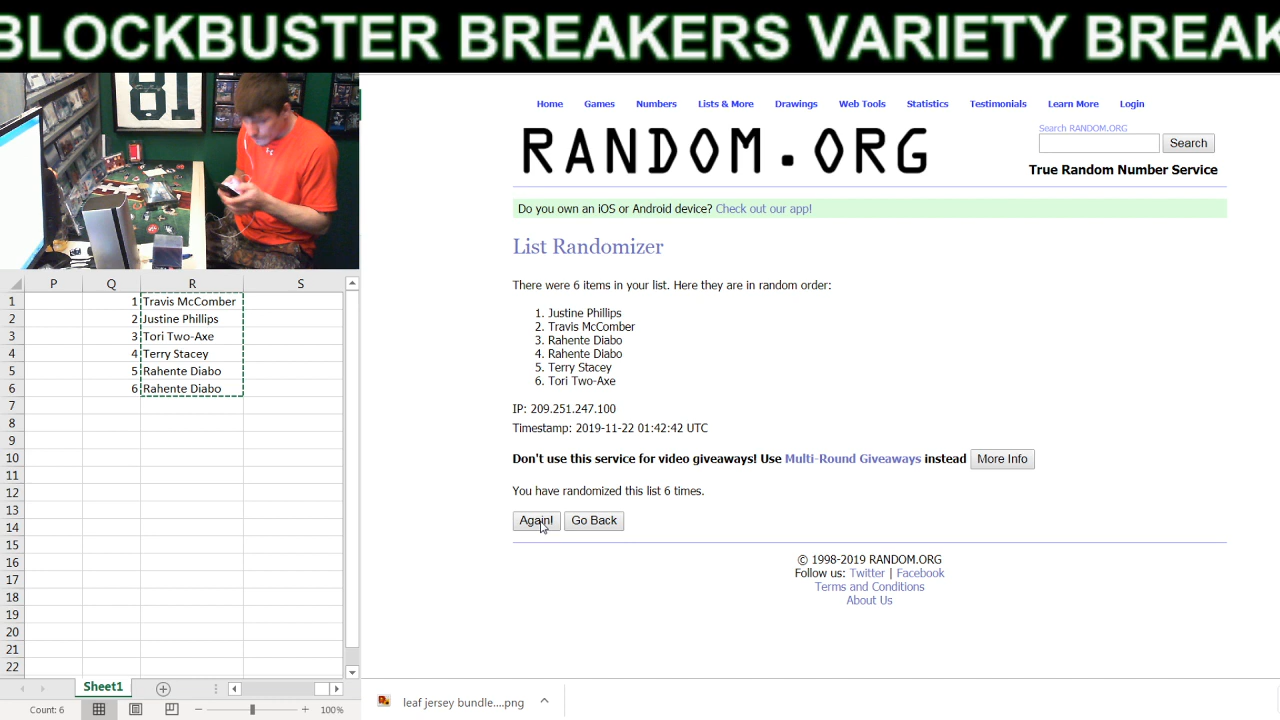 BLOCKBUSTER BREAKERS VARIETY BREAK
81
Home Games Numbers Lists & More Drawings Web Tools Statistics Testimonials Learn More Login
RANDOM.ORG
Search RANDOM.ORG
Search
True Random Number Service
Do you own an iOS or Android device? Check out our app!
List Randomizer
There were 6 items in your list. Here they are in random order:
1. Justine Phillips
2. Travis McComber
3. Rahente Diabo
4. Rahente Diabo
5. Terry Stacey
6. Tori Two-Axe
IP: 209.251.247.100
Timestamp: 2019-11-22 01:42:42 UTC
Don't use this service for video giveaways! Use Multi-Round Giveaways instead More Info
You have randomized this list 6 times.
Again! Go Back
© 1998-2019 RANDOM.ORG
Follow us: Twitter | Facebook
Terms and Conditions
About Us
P Q R S
1 1 Travis McComber
2 2 Justine Phillips
3 3 Tori Two-Axe
4 4 Terry Stacey
5 5 Rahente Diabo
6 6 Rahente Diabo
7
8
9
10
11
12
13
14
15
16
17
18
19
20
21
22
Sheet1
Count: 6 100%
leaf jersey bundle....png